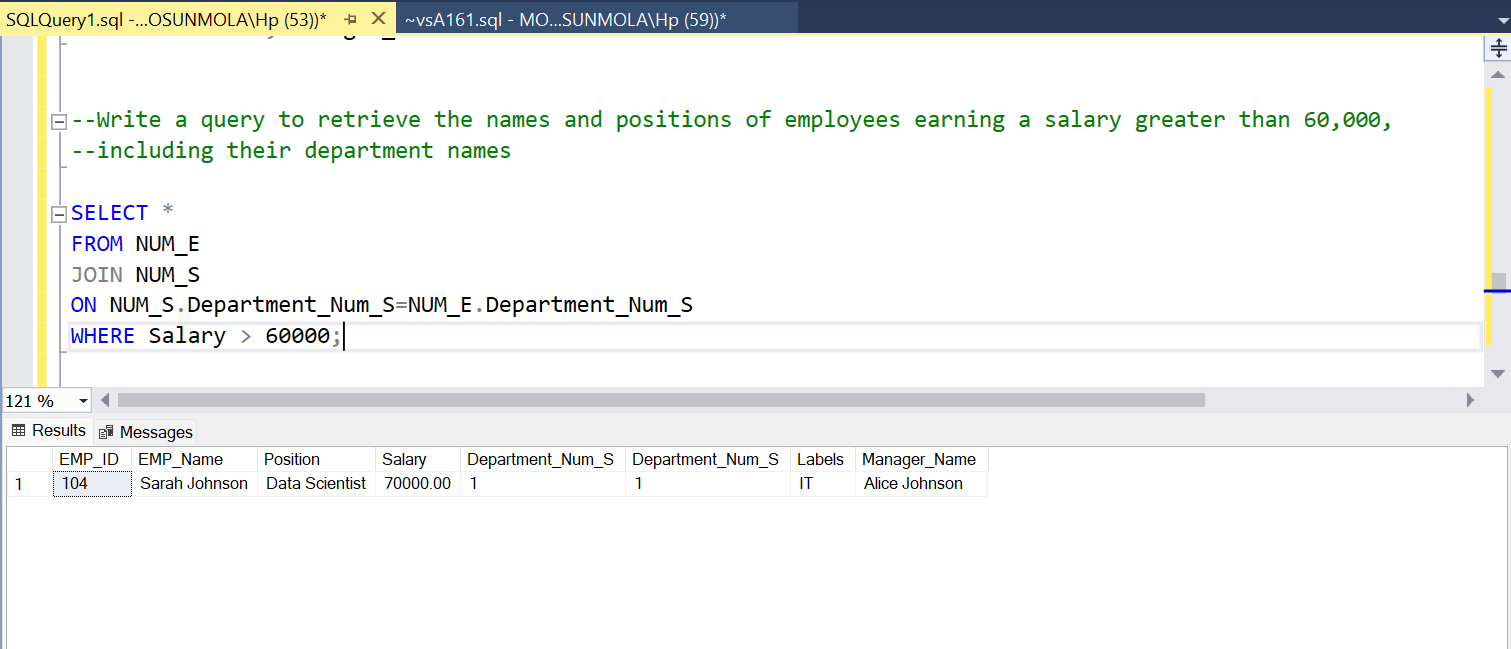 SQLQuery1.sql -...OSUNMOLA\Hp (53))* ~vsA161.sql - MO...SUNMOLA\Hp (59))*
--Write a query to retrieve the names and positions of employees earning a salary greater than 60,000,
--including their department names
SELECT *
FROM NUM_E
JOIN NUM_S
ON NUM_S.Department_Num_S=NUM_E.Department_Num_S
WHERE Salary > 60000;
121 %
Results Messages
EMP_ID EMP_Name Position Salary Department_Num_S Department_Num_S Labels Manager_Name
1 104 Sarah Johnson Data Scientist 70000.00 1 1 IT Alice Johnson